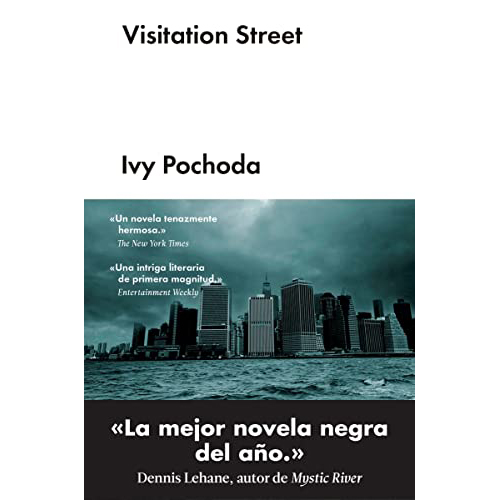 Visitation Street
Ivy Pochoda
«Un novela tenazmente
hermosa.»
The New York Times
«Una intriga literaria
de primera magnitud.»
Entertainment Weekly
«La mejor novela negra
del año.»
Dennis Lehane, autor de Mystic River